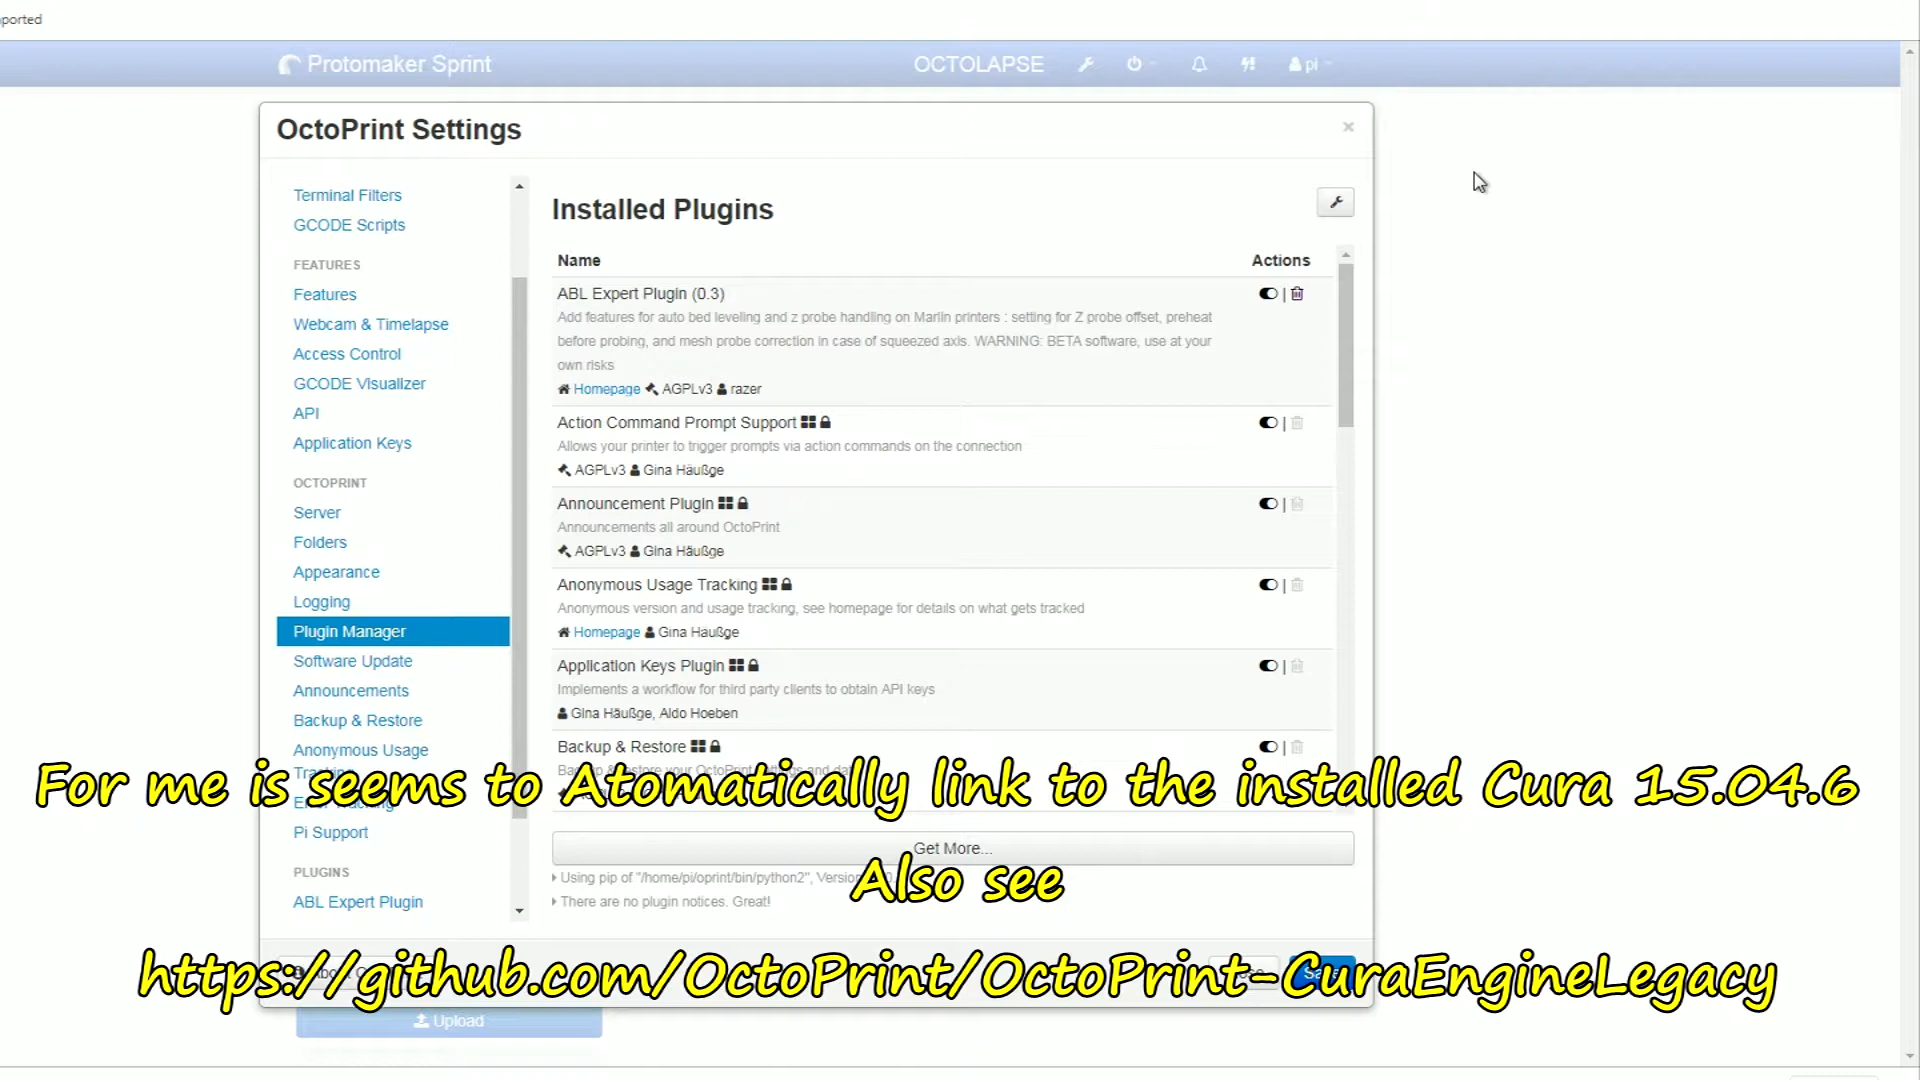 ported
Protomaker Sprint
OCTOLAPSE
pi
OctoPrint Settings
×
Terminal Filters
GCODE Scripts
FEATURES
Features
Webcam & Timelapse
Access Control
GCODE Visualizer
API
Application Keys
OCTOPRINT
Server
Folders
Appearance
Logging
Plugin Manager
Software Update
Announcements
Backup & Restore
Anonymous Usage
Tracking
Pi Support
PLUGINS
ABL Expert Plugin
Installed Plugins
Name Actions
ABL Expert Plugin (0.3)
Add features for auto bed leveling and z probe handling on Marlin printers : setting for Z probe offset, preheat
before probing, and mesh probe correction in case of squeezed axis. WARNING: BETA software, use at your
own risks
Homepage AGPLv3 razer
Action Command Prompt Support
Allows your printer to trigger prompts via action commands on the connection
AGPLv3 Gina Häußge
Announcement Plugin
Announcements all around OctoPrint
AGPLv3 Gina Häußge
Anonymous Usage Tracking
Anonymous version and usage tracking, see homepage for details on what gets tracked
Homepage Gina Häußge
Application Keys Plugin
Implements a workflow for third party clients to obtain API keys
Gina Häußge, Aldo Hoeben
Backup & Restore
For me is seems to Atomatically link to the installed Cura 15.04.6
Get More...
Using pip of "/home/pi/oprint/bin/python2", Version
Also see
There are no plugin notices. Great!
https://github.com/OctoPrint/OctoPrint-CuraEngineLegacy
Upload